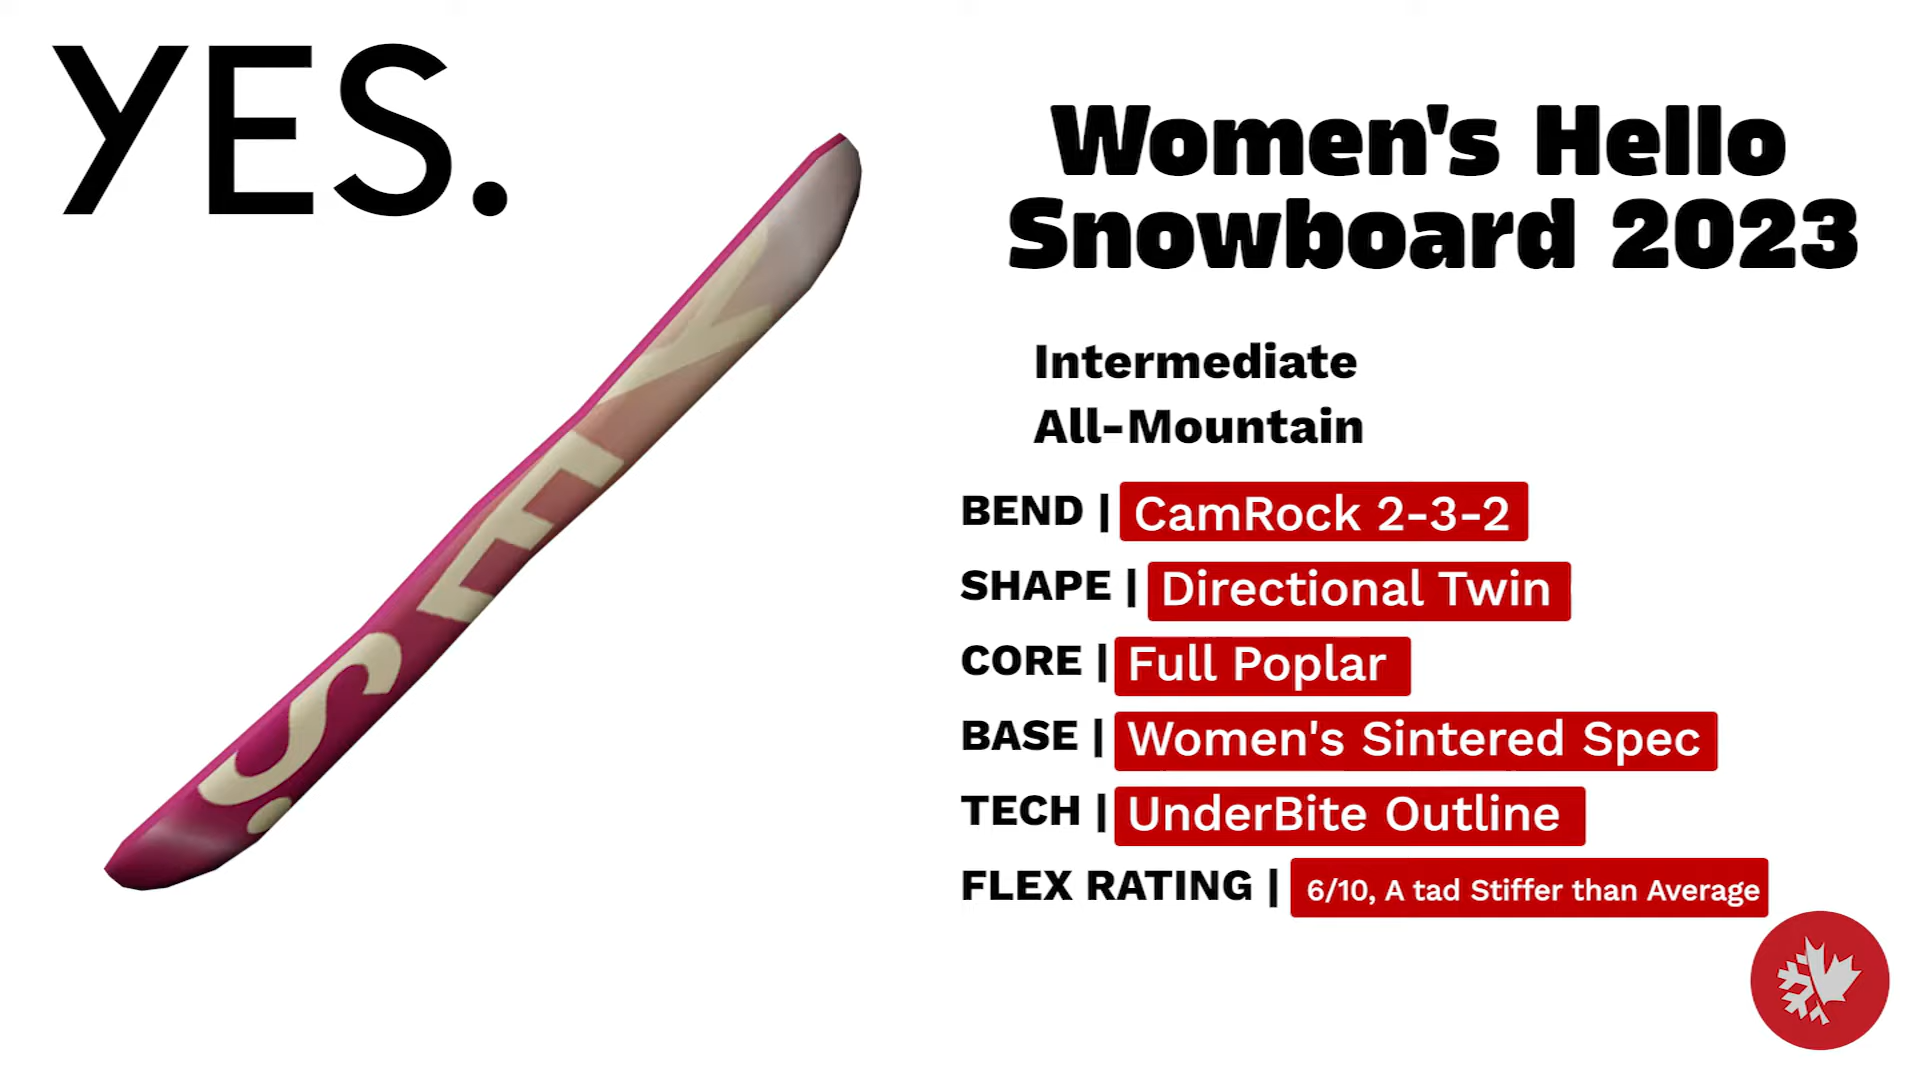 YES.
YES.
Women's Hello
Snowboard 2023
Intermediate
All-Mountain
BEND | CamRock 2-3-2
SHAPE | Directional Twin
CORE | Full Poplar
BASE | Women's Sintered Spec
TECH | UnderBite Outline
FLEX RATING | 6/10, A tad Stiffer than Average